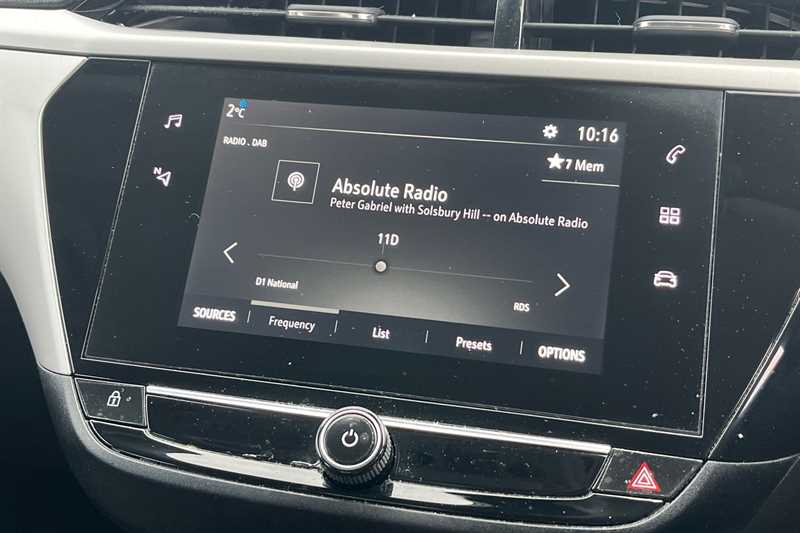 2°C
10:16
RADIO . DAB
7 Mem
Absolute Radio
Peter Gabriel with Solsbury Hill -- on Absolute Radio
11D
D1 National
RDS
SOURCES
Frequency
List
Presets
OPTIONS
N